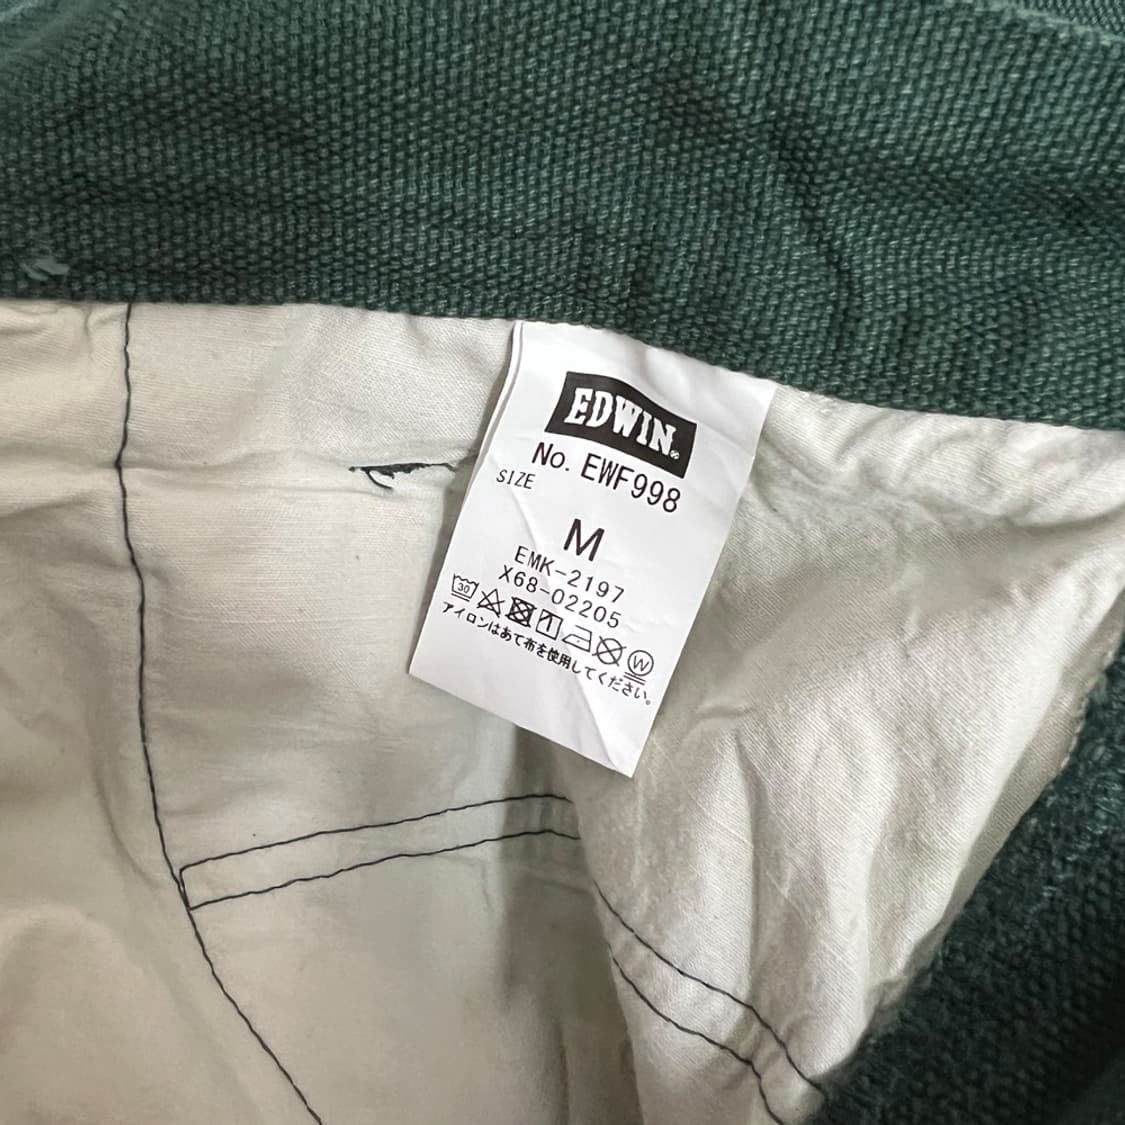 EDWIN®
No. EWF998
SIZE
M
EMK-2197
X68-02205
30 W
アイロンはあて布を使用してください。